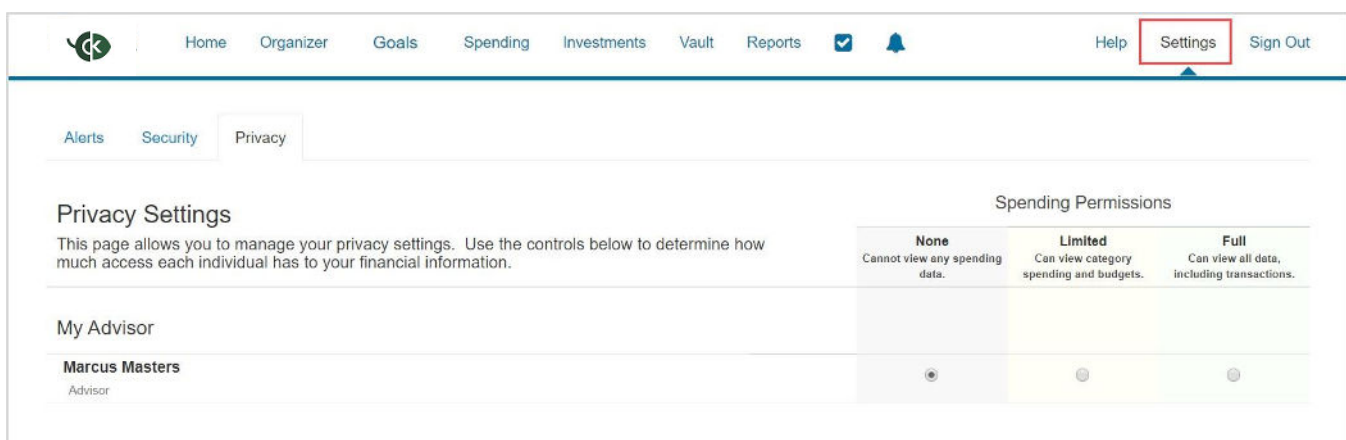 CK
Home Organizer Goals Spending Investments Vault Reports Help Settings Sign Out
Alerts Security Privacy
Privacy Settings
This page allows you to manage your privacy settings. Use the controls below to determine how
much access each individual has to your financial information.
Spending Permissions
None
Cannot view any spending
data.
Limited
Can view category
spending and budgets.
Full
Can view all data,
including transactions.
My Advisor
Marcus Masters
Advisor